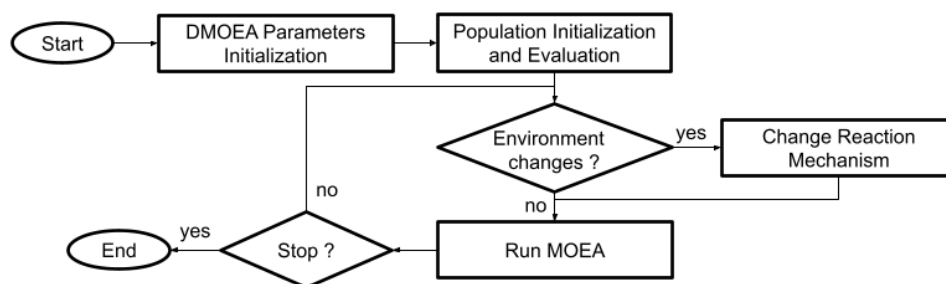 Start
DMOEA Parameters
Initialization
Population Initialization
and Evaluation
Environment
changes ?
yes
Change Reaction
Mechanism
no
no
Run MOEA
Stop ?
yes
End